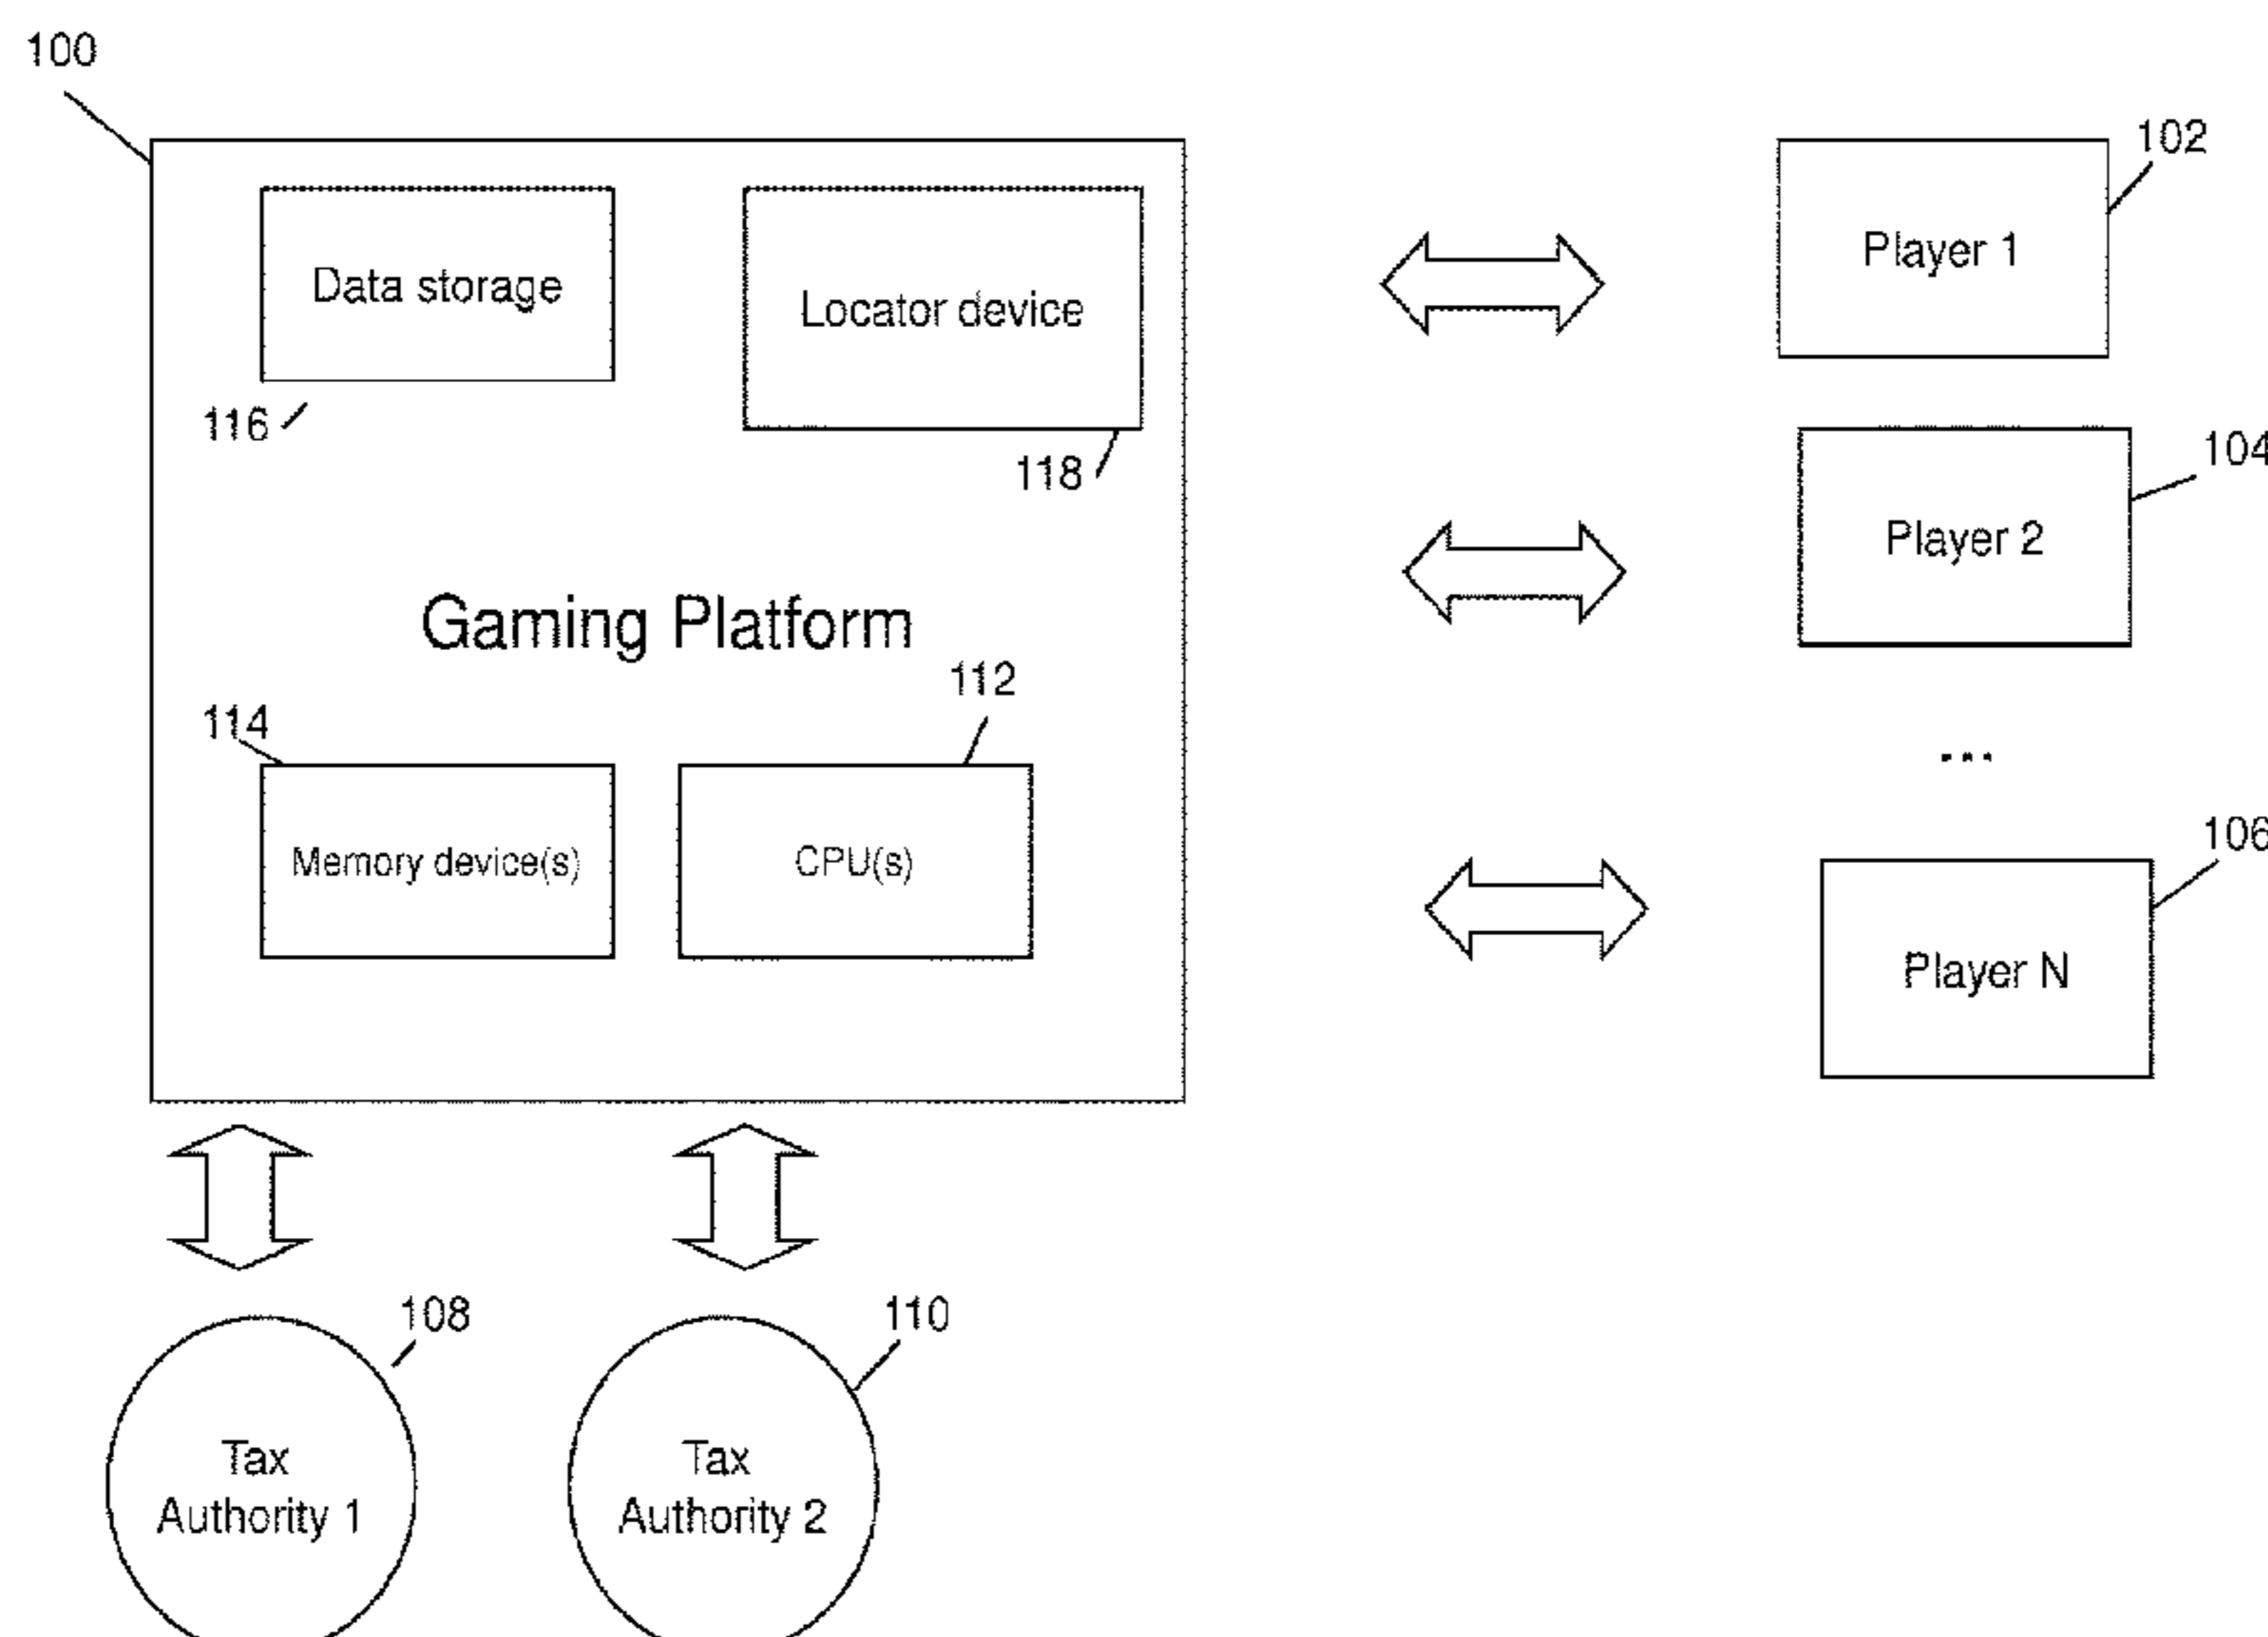 100
102
Data storage
Locator device
Player 1
116
118
104
Player 2
Gaming Platform
112
114
...
106
Memory device(s)
CPU(s)
Player N
108
110
Tax
Authority 1
Tax
Authority 2